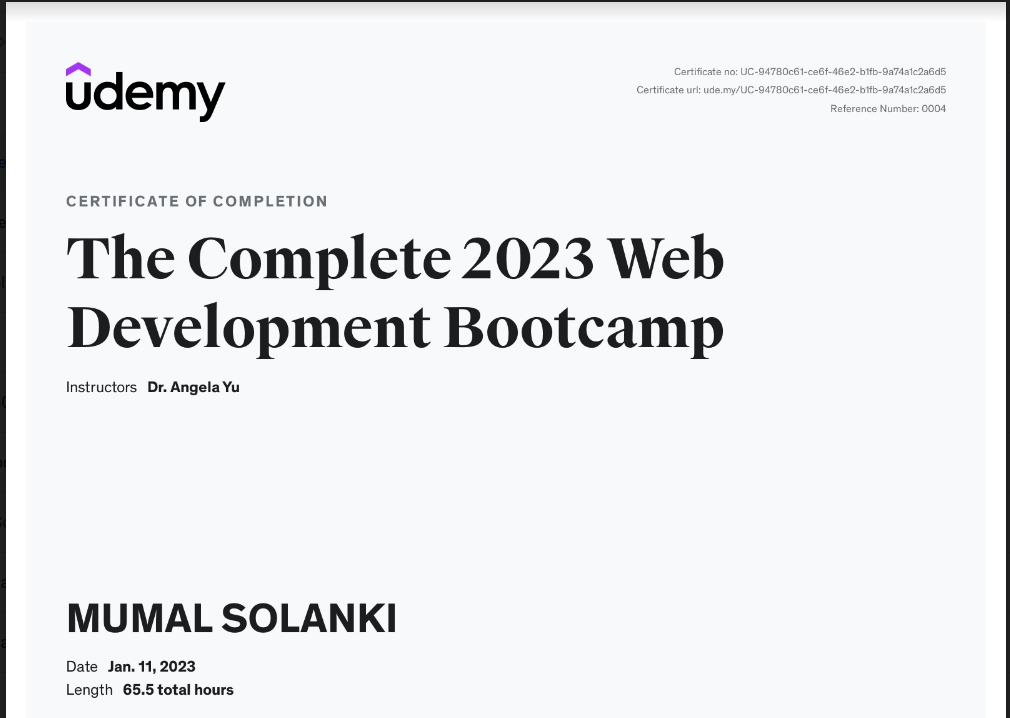 udemy
Certificate no: UC-94780c61-ce6f-46e2-b1fb-9a74a1c2a6d5
Certificate url: ude.my/UC-94780c61-ce6f-46e2-b1fb-9a74a1c2a6d5
Reference Number: 0004
CERTIFICATE OF COMPLETION
The Complete 2023 Web
Development Bootcamp
Instructors Dr. Angela Yu
MUMAL SOLANKI
Date Jan. 11, 2023
Length 65.5 total hours